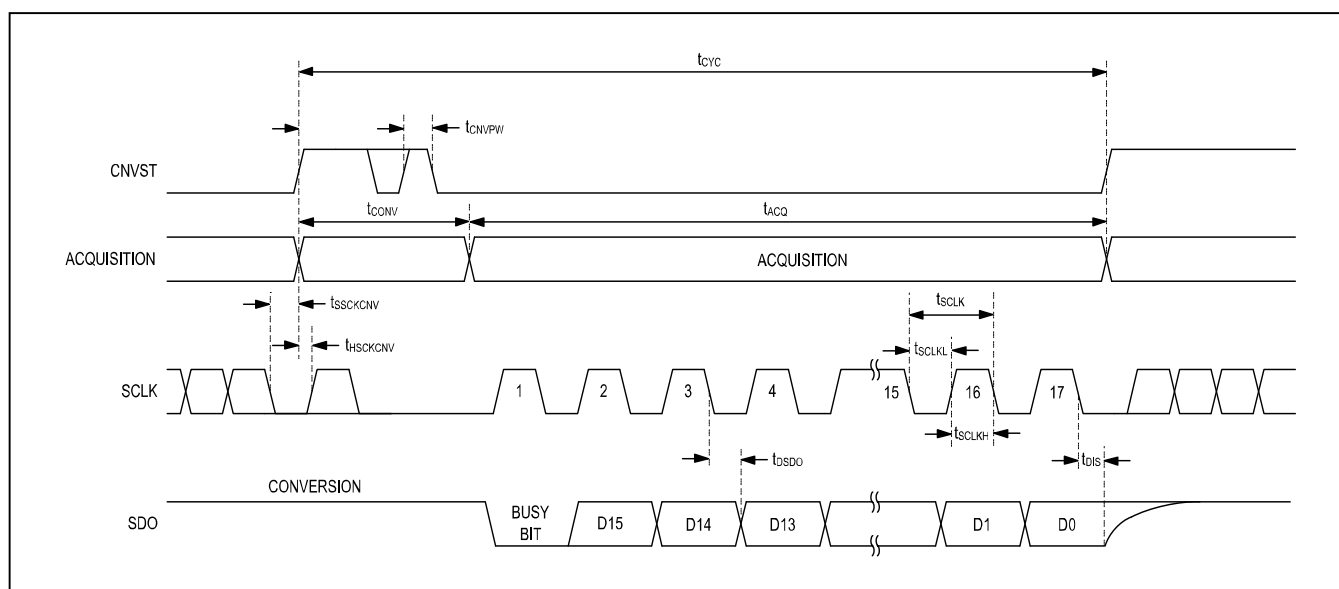 tCYC
tCNVPW
CNVST
tCONV
tACQ
ACQUISITION
ACQUISITION
tSSCKCNV
tSCLK
tHSCKCNV
tSCLKL
SCLK
1 2 3 4 15 16 17
tSCLKH
tDSDO
tDIS
CONVERSION
SDO
BUSY
BIT
D15 D14 D13 D1 D0